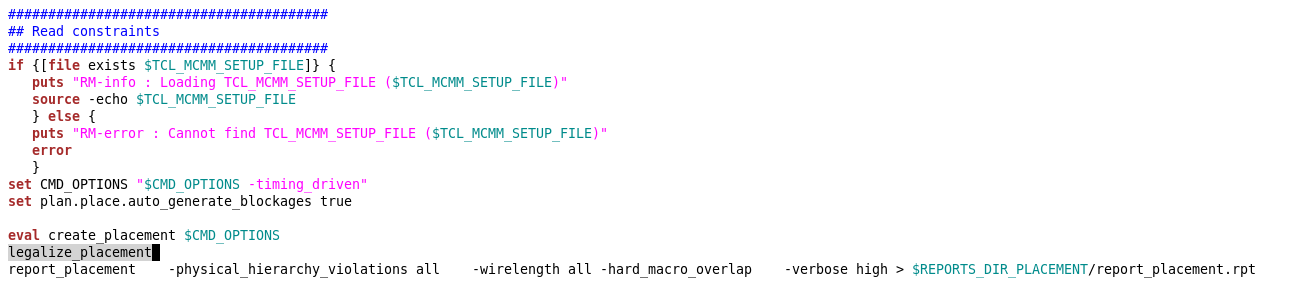 ########################################
## Read constraints
########################################
if {[file exists $TCL_MCMM_SETUP_FILE]} {
   puts "RM-info : Loading TCL_MCMM_SETUP_FILE ($TCL_MCMM_SETUP_FILE)"
   source -echo $TCL_MCMM_SETUP_FILE
   } else {
   puts "RM-error : Cannot find TCL_MCMM_SETUP_FILE ($TCL_MCMM_SETUP_FILE)"
   error
   }
set CMD_OPTIONS "$CMD_OPTIONS -timing_driven"
set plan.place.auto_generate_blockages true

eval create_placement $CMD_OPTIONS
legalize_placement
report_placement    -physical_hierarchy_violations all    -wirelength all -hard_macro_overlap    -verbose high > $REPORTS_DIR_PLACEMENT/report_placement.rpt